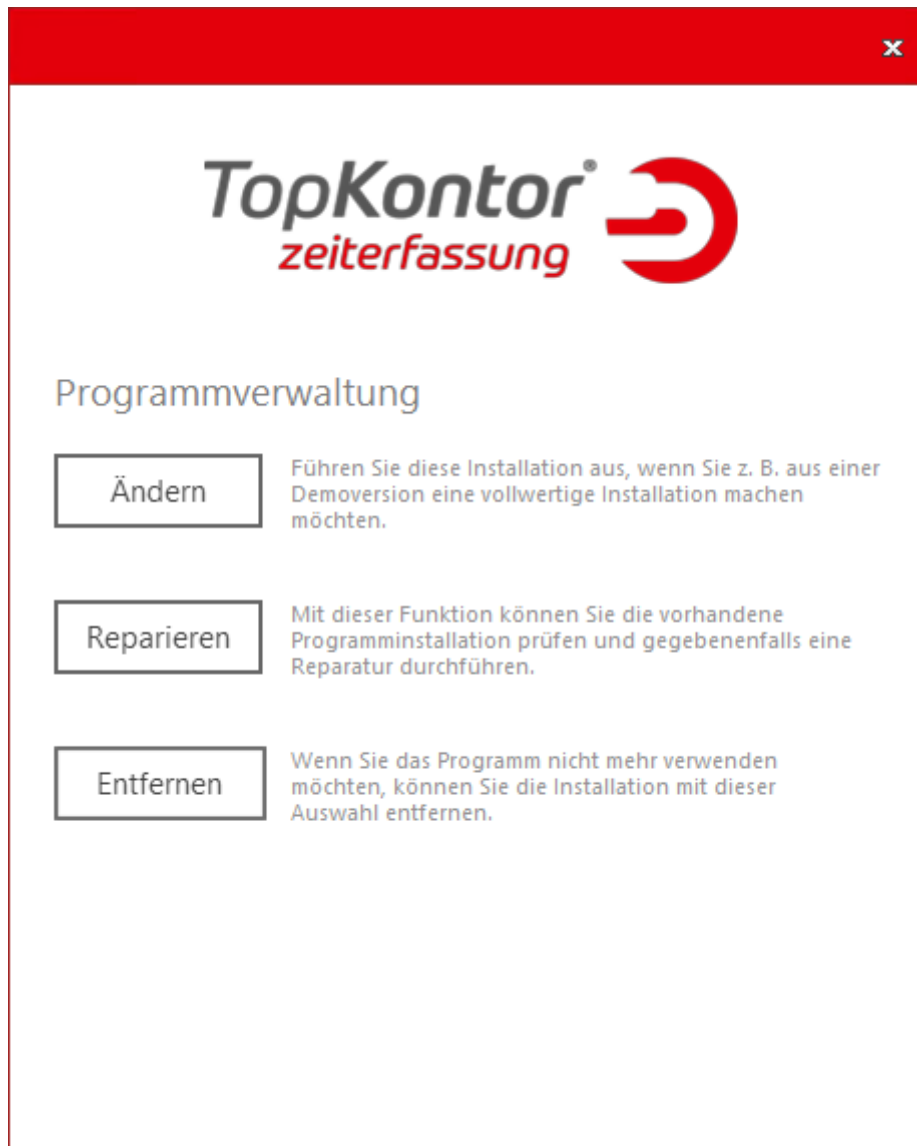 x
TopKontor®
zeiterfassung
Programmverwaltung
Ändern
Führen Sie diese Installation aus, wenn Sie z. B. aus einer
Demoversion eine vollwertige Installation machen
möchten.
Reparieren
Mit dieser Funktion können Sie die vorhandene
Programminstallation prüfen und gegebenenfalls eine
Reparatur durchführen.
Entfernen
Wenn Sie das Programm nicht mehr verwenden
möchten, können Sie die Installation mit dieser
Auswahl entfernen.